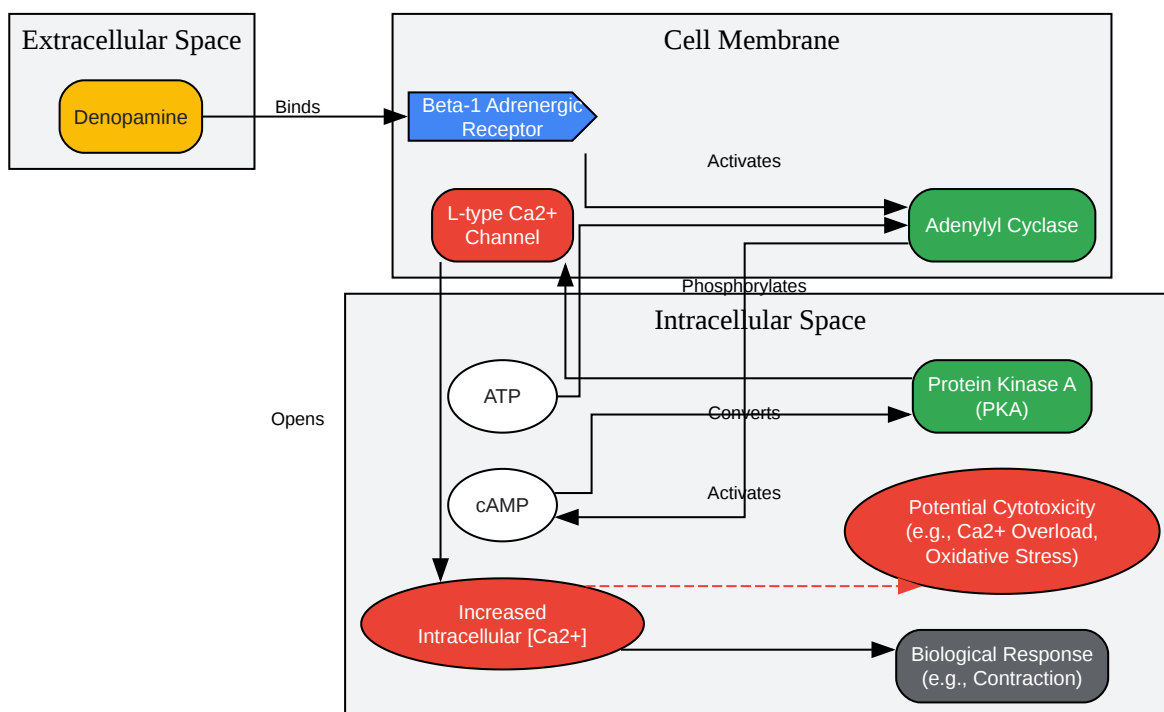 Extracellular Space
Cell Membrane
Denopamine
Binds
Beta-1 Adrenergic
Receptor
Activates
L-type Ca2+
Channel
Adenylyl Cyclase
Phosphorylates
Intracellular Space
ATP
Protein Kinase A
(PKA)
Opens
Converts
cAMP
Activates
Potential Cytotoxicity
(e.g., Ca2+ Overload,
Oxidative Stress)
Increased
Intracellular [Ca2+]
Biological Response
(e.g., Contraction)